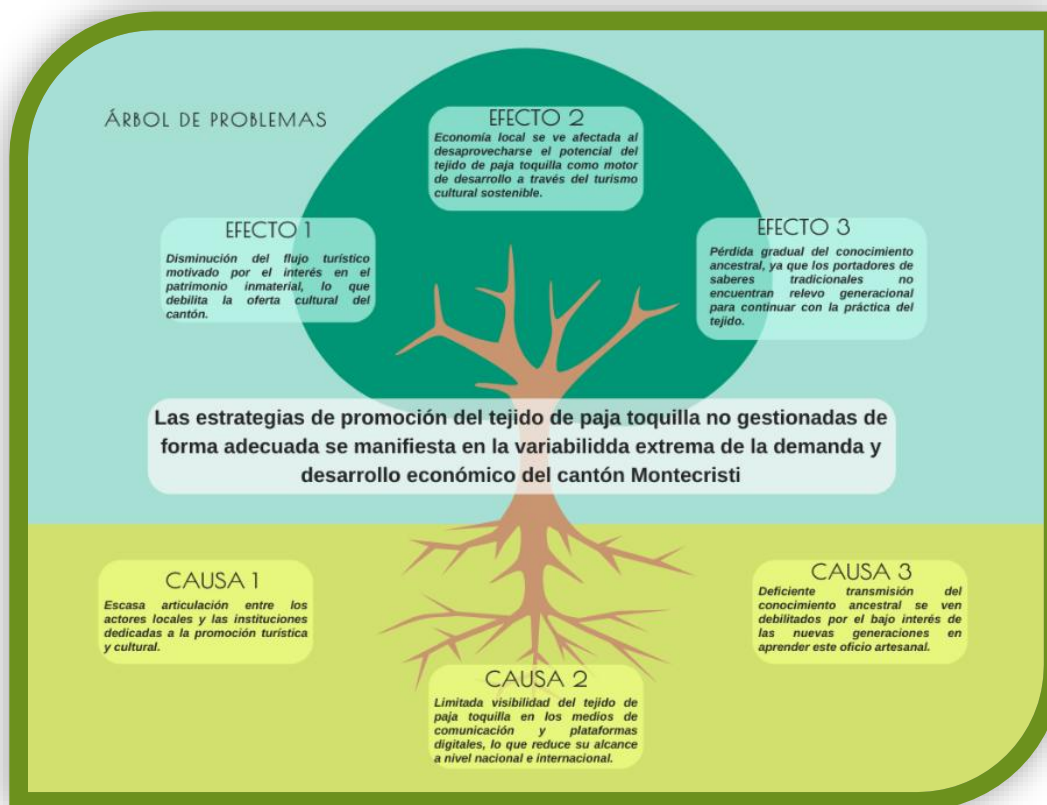 ÁRBOL DE PROBLEMAS
EFECTO 2
Economía local se ve afectada al
desaprovecharse el potencial del
tejido de paja toquilla como motor
de desarrollo a través del turismo
cultural sostenible.
EFECTO 1
Disminución del flujo turístico
motivado por el interés en el
patrimonio inmaterial, lo que
debilita la oferta cultural del
cantón.
EFECTO 3
Pérdida gradual del conocimiento
ancestral, ya que los portadores de
saberes tradicionales no
encuentran relevo generacional
para continuar con la práctica del
tejido.
Las estrategias de promoción del tejido de paja toquilla no gestionadas de
forma adecuada se manifiesta en la variabilidda extrema de la demanda y
desarrollo económico del cantón Montecristi
CAUSA 1
Escasa articulación entre los
actores locales y las instituciones
dedicadas a la promoción turística
y cultural.
CAUSA 2
Limitada visibilidad del tejido de
paja toquilla en los medios de
comunicación y plataformas
digitales, lo que reduce su alcance
a nivel nacional e internacional.
CAUSA 3
Deficiente transmisión del
conocimiento ancestral se ven
debilitados por el bajo interés de
las nuevas generaciones en
aprender este oficio artesanal.